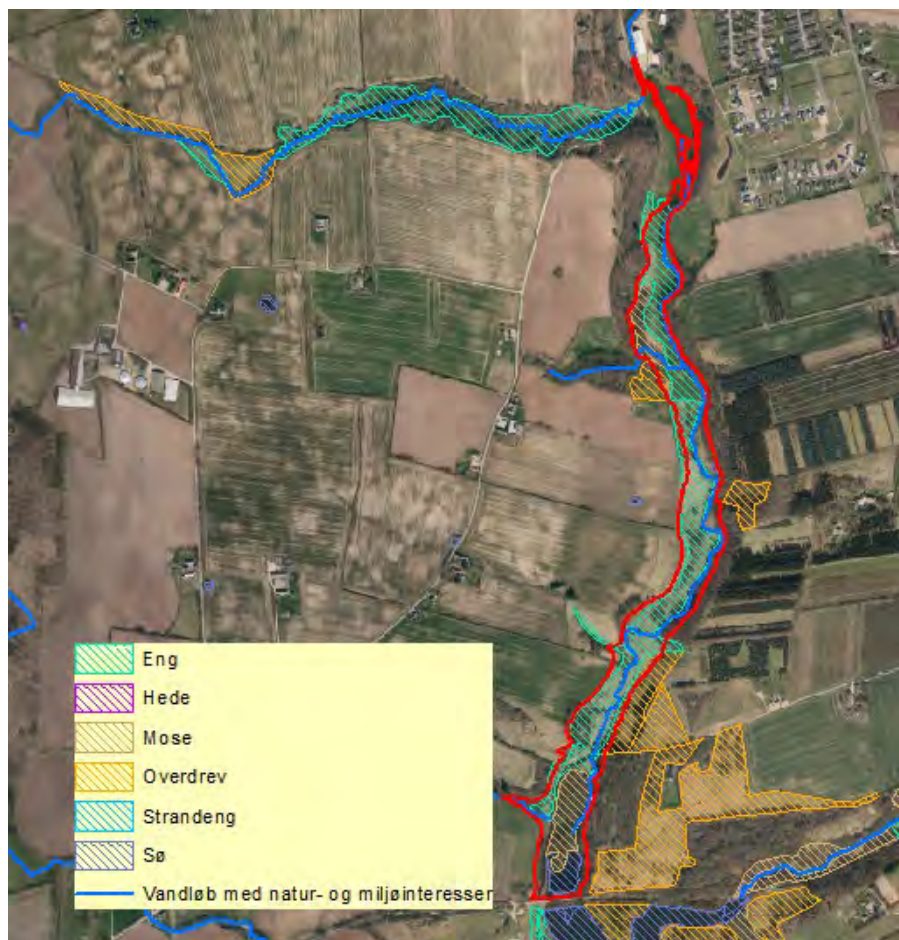 Eng
Hede
Mose
Overdrev
Strandeng
Sø
Vandløb med natur- og miljøinteresser